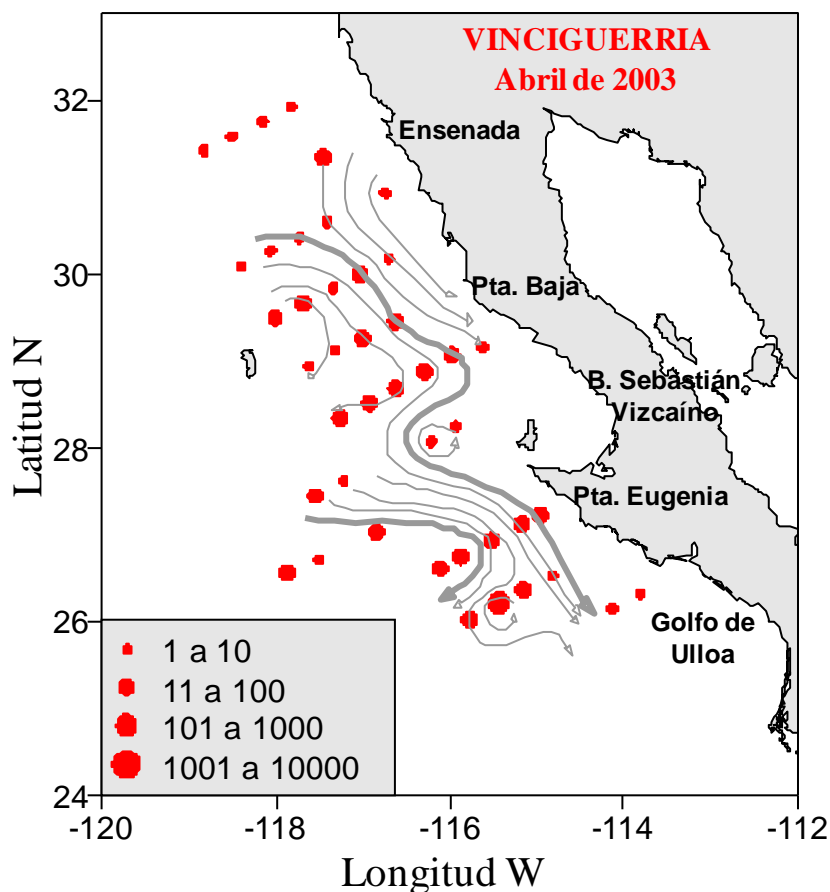 VINCIGUERRIA
Abril de 2003
32
Ensenada
30
Pta. Baja
Latitud N
B. Sebastián
Vizcaíno
28
Pta. Eugenia
26
Golfo de
Ulloa
1 a 10
11 a 100
101 a 1000
1001 a 10000
24
-120
-118
-116
-114
-112
Longitud W